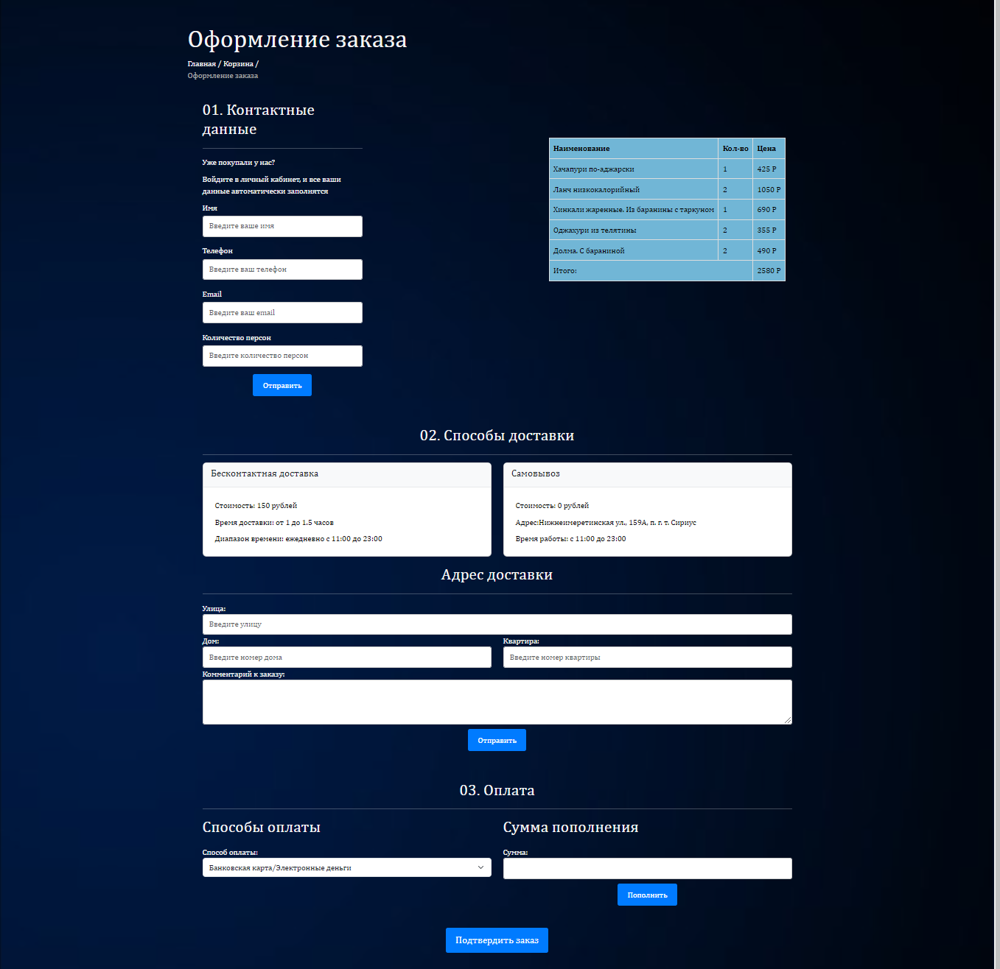 Оформление заказа
Главная / Корзина /
Оформление заказа
01. Контактные
данные
Уже покупали у нас?
Войдите в личный кабинет, и все ваши
данные автоматически заполнятся
Имя
Введите ваше имя
Телефон
Введите ваш телефон
Email
Введите ваш email
Количество персон
Введите количество персон
Отправить
Наименование Кол-во Цена
Хачапури по-аджарски 1 425 Р
Ланч низкокалорийный 2 1050 Р
Хинкали жаренные. Из баранины с таркуном 1 690 Р
Оджахури из телятины 2 355 Р
Долма. С бараниной 2 490 Р
Итого: 2580 Р
02. Способы доставки
Бесконтактная доставка
Стоимость: 150 рублей
Время доставки: от 1 до 1.5 часов
Диапазон времени: ежедневно с 11:00 до 23:00
Самовывоз
Стоимость: 0 рублей
Адрес:Нижнеимеретинская ул., 159А, п. г. т. Сириус
Время работы: с 11:00 до 23:00
Адрес доставки
Улица:
Введите улицу
Дом:
Введите номер дома
Квартира:
Введите номер квартиры
Комментарий к заказу:
Отправить
03. Оплата
Способы оплаты
Способ оплаты:
Банковская карта/Электронные деньги
Сумма пополнения
Сумма:
Пополнить
Подтвердить заказ